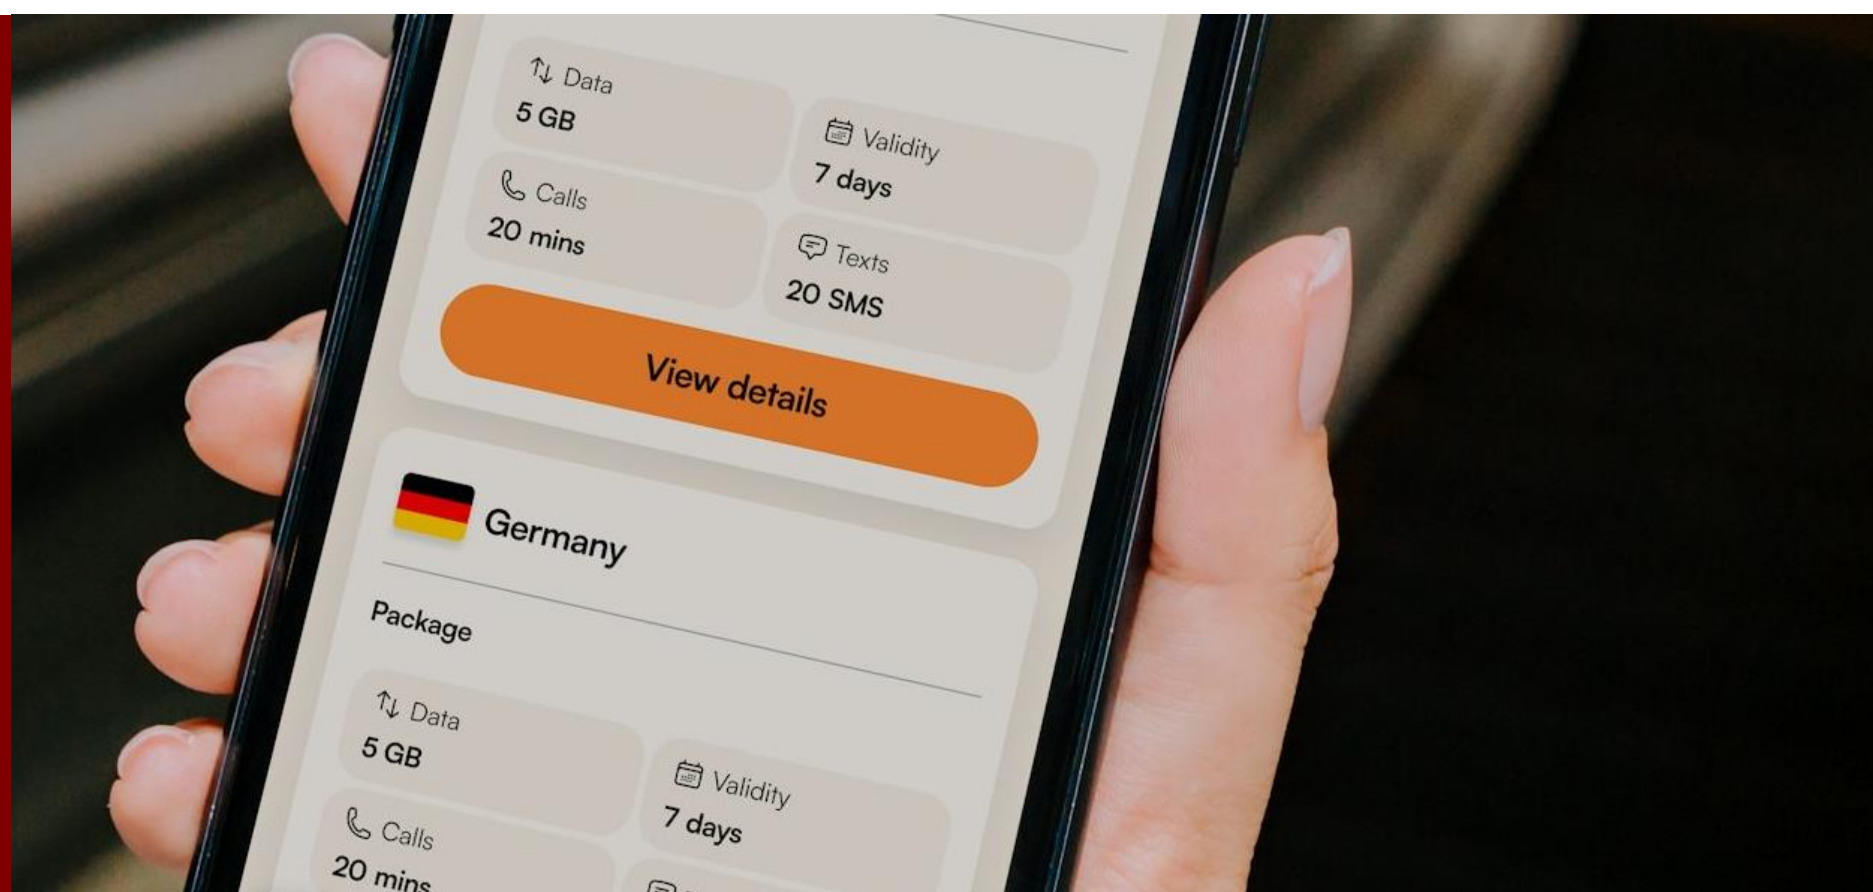 Data
5 GB
Validity
7 days
Calls
20 mins
Texts
20 SMS
View details
Germany
Package
Data
5 GB
Validity
7 days
Calls
20 mins